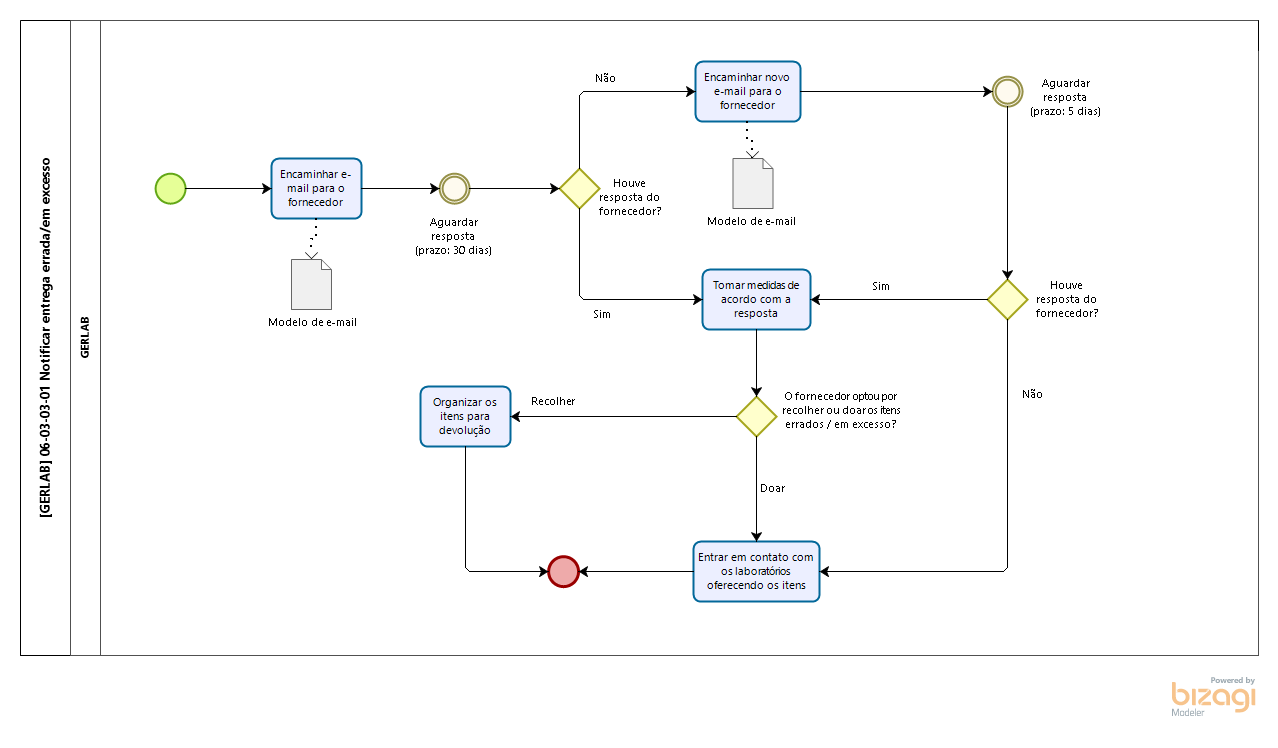 [GERLAB] 06-03-03-01 Notificar entrega errada/em excesso
GERLAB
Encaminhar e-
mail para o
fornecedor
Modelo de e-mail
Aguardar
resposta
(prazo: 30 dias)
Houve
resposta do
fornecedor?
Não
Encaminhar novo
e-mail para o
fornecedor
Modelo de e-mail
Aguardar
resposta
(prazo: 5 dias)
Sim
Tomar medidas de
acordo com a
resposta
Sim
Houve
resposta do
fornecedor?
Não
O fornecedor optou por
recolher ou doar os itens
errados / em excesso?
Recolher
Organizar os
itens para
devolução
Doar
Entrar em contato com
os laboratórios
oferecendo os itens
Powered by
bizagi
Modeler